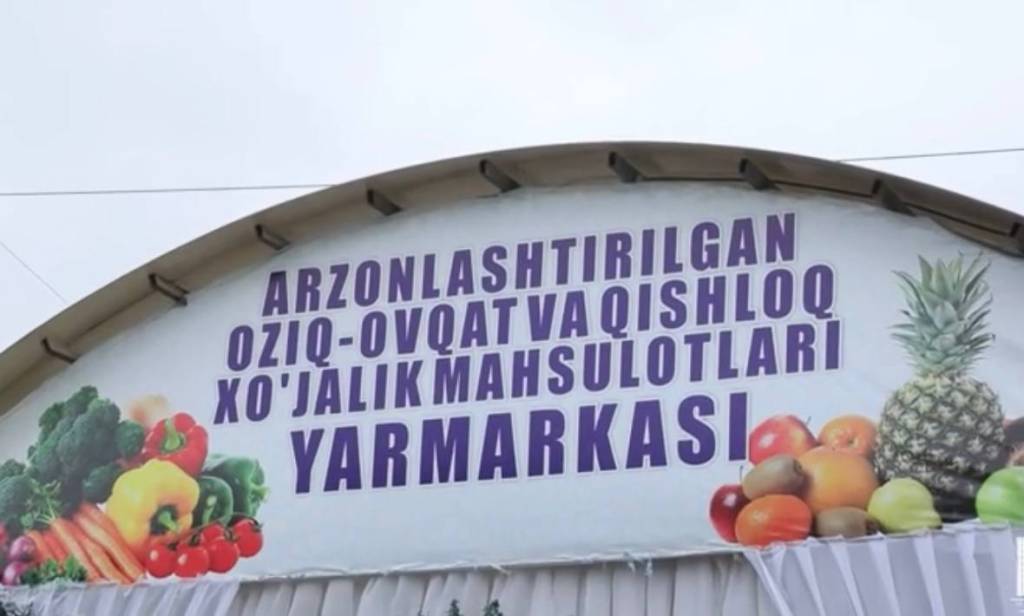 ARZONLASHTIRILGAN
OZIQ-OVQAT VA QISHLOQ
XO'JALIK MAHSULOTLARI
YARMARKASI